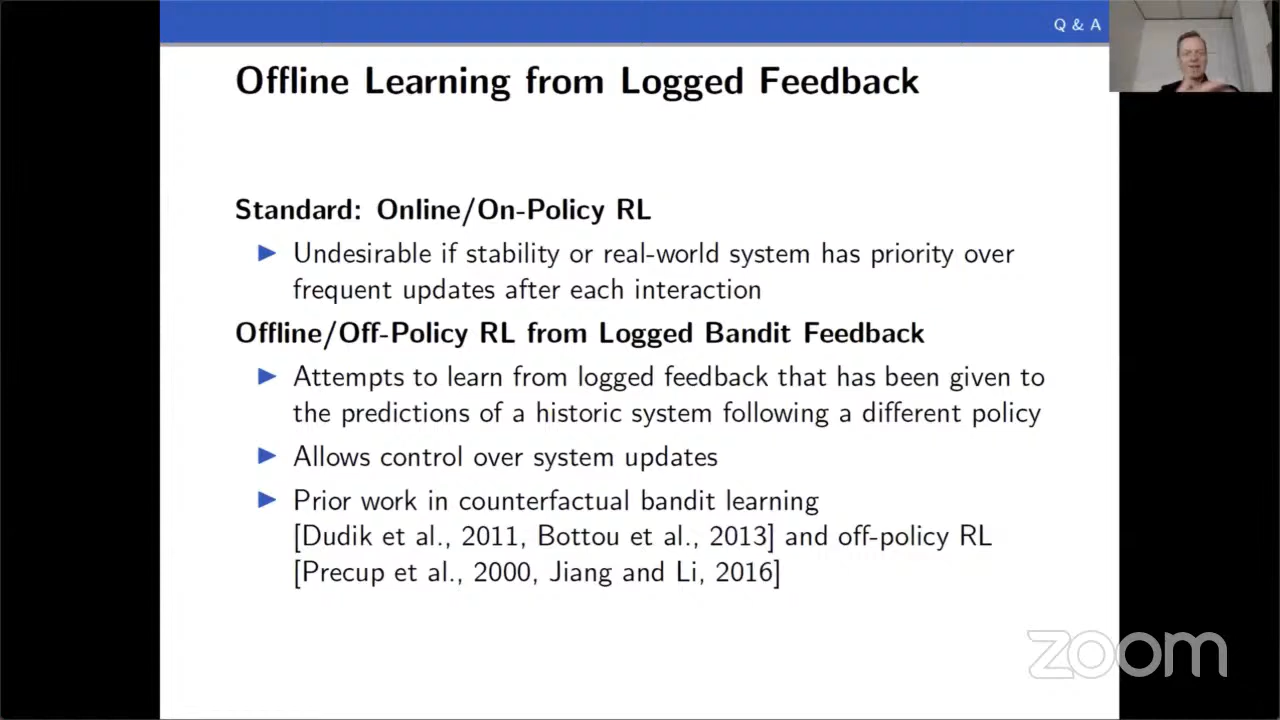 Q & A
Offline Learning from Logged Feedback
Standard: Online/On-Policy RL
Undesirable if stability or real-world system has priority over
frequent updates after each interaction
Offline/Off-Policy RL from Logged Bandit Feedback
Attempts to learn from logged feedback that has been given to
the predictions of a historic system following a different policy
Allows control over system updates
Prior work in counterfactual bandit learning
[Dudik et al., 2011, Bottou et al., 2013] and off-policy RL
[Precup et al., 2000, Jiang and Li, 2016]
zoom